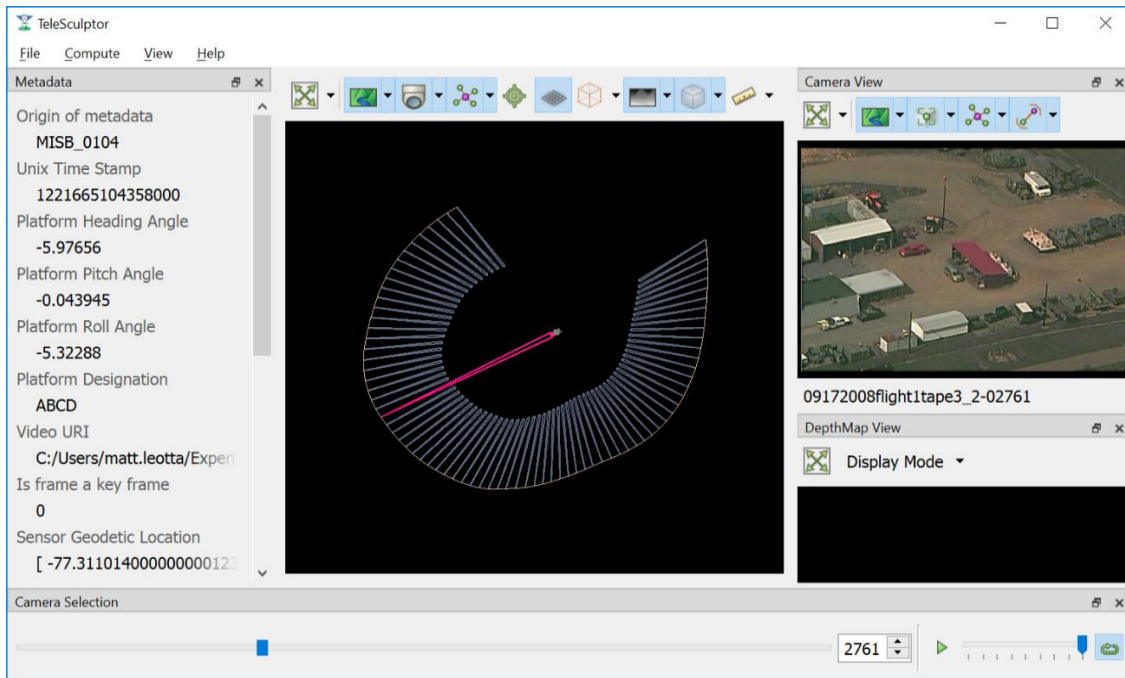 TeleSculptor
File Compute View Help
Metadata
Origin of metadata
MISB_0104
Unix Time Stamp
1221665104358000
Platform Heading Angle
-5.97656
Platform Pitch Angle
-0.043945
Platform Roll Angle
-5.32288
Platform Designation
ABCD
Video URI
C:/Users/matt.leotta/Experi
Is frame a key frame
0
Sensor Geodetic Location
[ -77.3110140000000012
Camera View
09172008flight1tape3_2-02761
DepthMap View
Display Mode
Camera Selection
2761